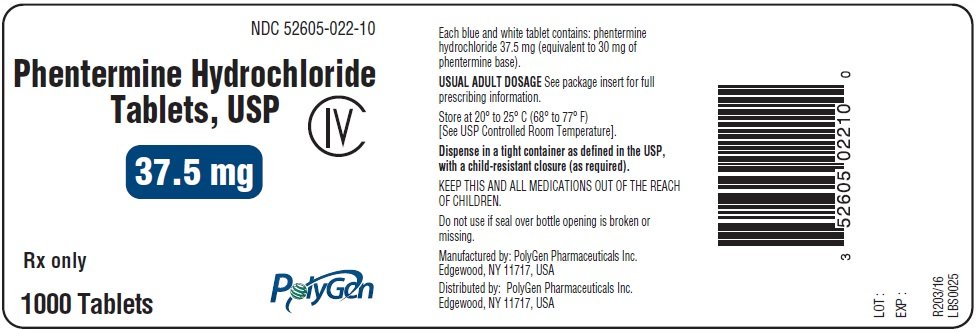 NDC 52605-022-10
Phentermine Hydrochloride
Tablets, USP
CIV
37.5 mg
Rx only
1000 Tablets
PolyGen
Each blue and white tablet contains: phentermine
hydrochloride 37.5 mg (equivalent to 30 mg of
phentermine base).
USUAL ADULT DOSAGE See package insert for full
prescribing information.
Store at 20º to 25º C (68º to 77º F)
[See USP Controlled Room Temperature].
Dispense in a tight container as defined in the USP,
with a child-resistant closure (as required).
KEEP THIS AND ALL MEDICATIONS OUT OF THE REACH
OF CHILDREN.
Do not use if seal over bottle opening is broken or
missing.
Manufactured by: PolyGen Pharmaceuticals Inc.
Edgewood, NY 11717, USA
Distributed by: PolyGen Pharmaceuticals Inc.
Edgewood, NY 11717, USA
3 52605 02210 0
LOT :
EXP :
R203/16
LBS0025